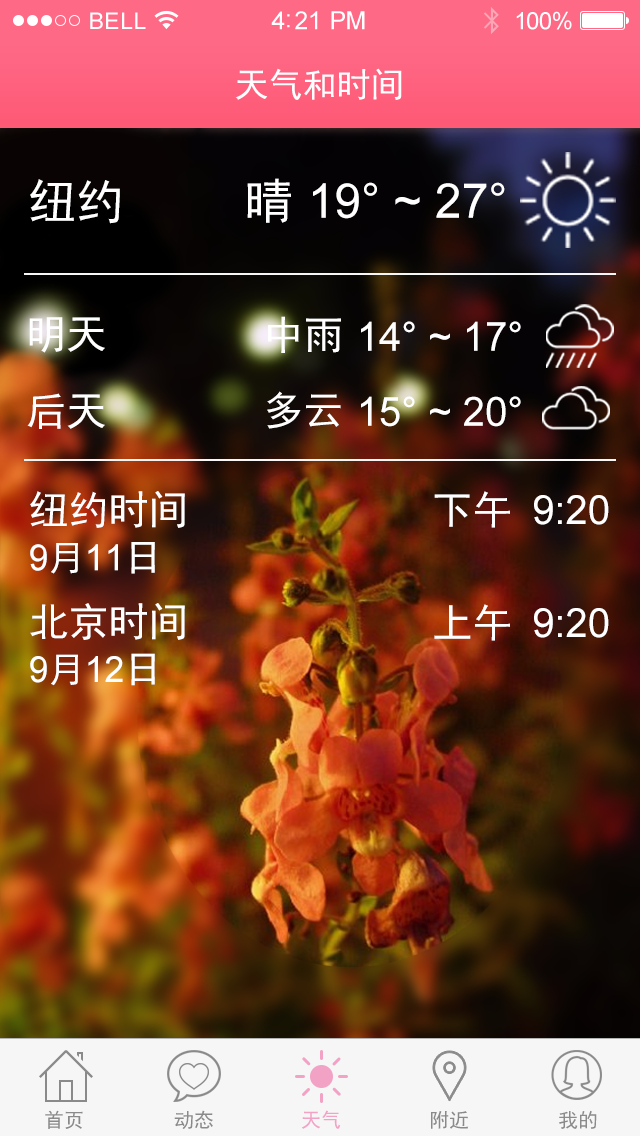 BELL 4:21 PM 100%
天气和时间
纽约 晴 19° ~ 27°
明天 中雨 14° ~ 17°
后天 多云 15° ~ 20°
纽约时间 下午 9:20
9月11日
北京时间 上午 9:20
9月12日
首页 动态 天气 附近 我的